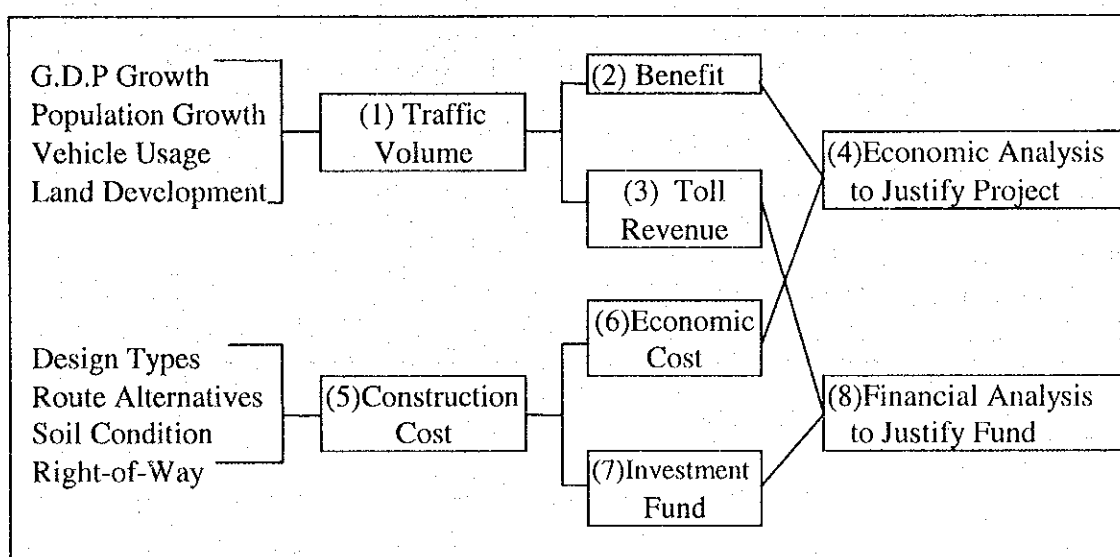 G.D.P Growth
Population Growth
Vehicle Usage
Land Development
(1) Traffic
Volume
(2) Benefit
(3) Toll
Revenue
(4)Economic Analysis
to Justify Project
Design Types
Route Alternatives
Soil Condition
Right-of-Way
(5)Construction
Cost
(6)Economic
Cost
(7)Investment
Fund
(8)Financial Analysis
to Justify Fund